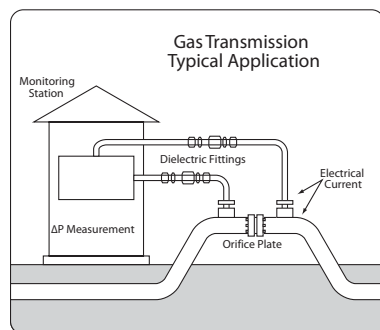 Gas Transmission
Typical Application
Monitoring
Station
Dielectric Fittings
Electrical
Current
ΔP Measurement
Orifice Plate